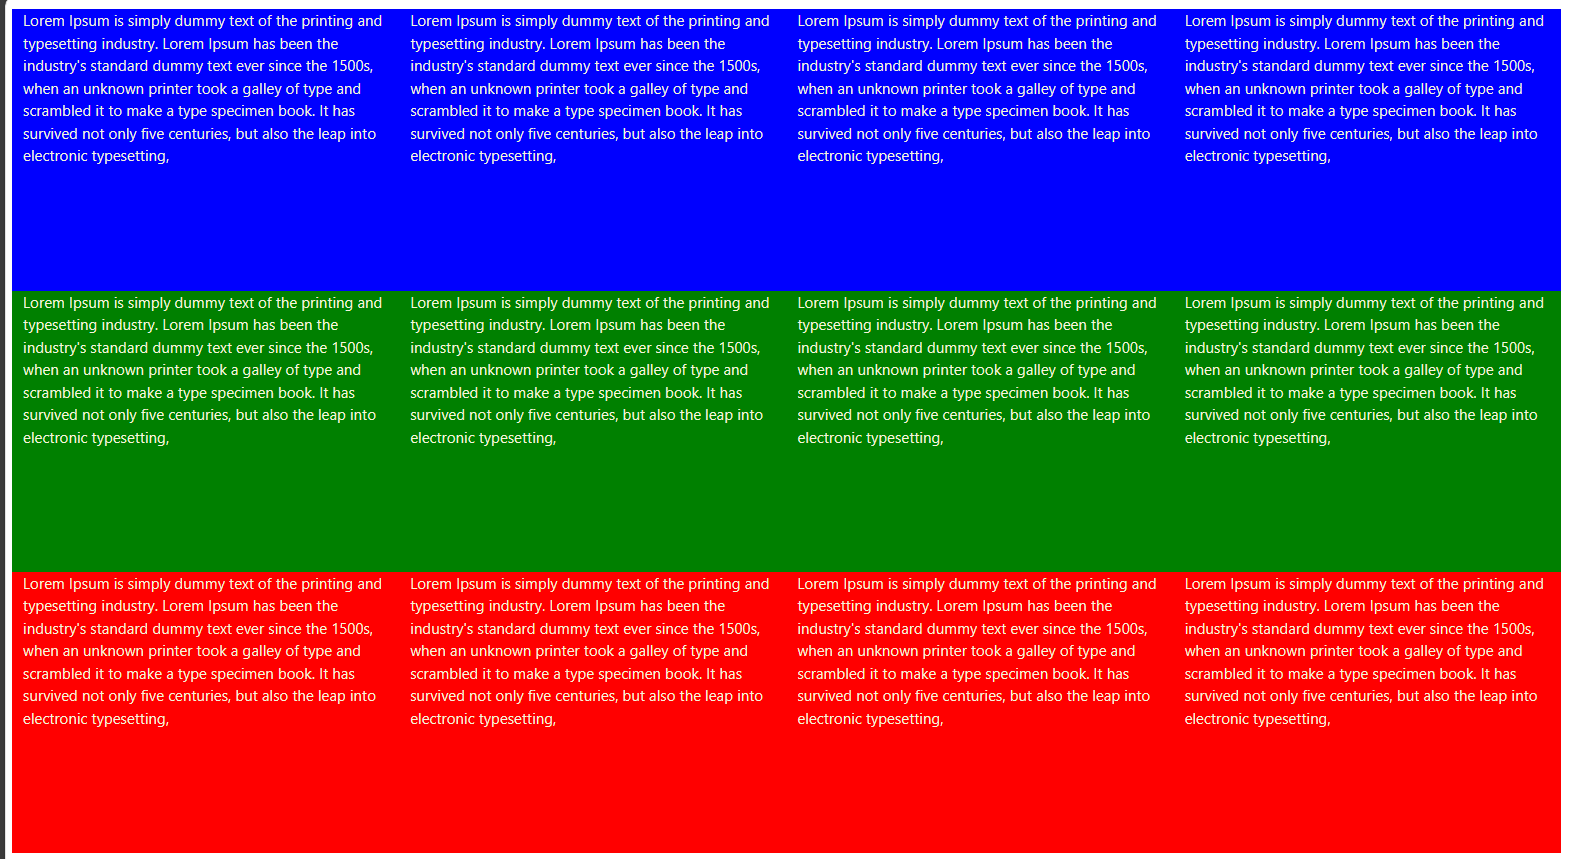 Lorem Ipsum is simply dummy text of the printing and
typesetting industry. Lorem Ipsum has been the
industry's standard dummy text ever since the 1500s,
when an unknown printer took a galley of type and
scrambled it to make a type specimen book. It has
survived not only five centuries, but also the leap into
electronic typesetting,
Lorem Ipsum is simply dummy text of the printing and
typesetting industry. Lorem Ipsum has been the
industry's standard dummy text ever since the 1500s,
when an unknown printer took a galley of type and
scrambled it to make a type specimen book. It has
survived not only five centuries, but also the leap into
electronic typesetting,
Lorem Ipsum is simply dummy text of the printing and
typesetting industry. Lorem Ipsum has been the
industry's standard dummy text ever since the 1500s,
when an unknown printer took a galley of type and
scrambled it to make a type specimen book. It has
survived not only five centuries, but also the leap into
electronic typesetting,
Lorem Ipsum is simply dummy text of the printing and
typesetting industry. Lorem Ipsum has been the
industry's standard dummy text ever since the 1500s,
when an unknown printer took a galley of type and
scrambled it to make a type specimen book. It has
survived not only five centuries, but also the leap into
electronic typesetting,
Lorem Ipsum is simply dummy text of the printing and
typesetting industry. Lorem Ipsum has been the
industry's standard dummy text ever since the 1500s,
when an unknown printer took a galley of type and
scrambled it to make a type specimen book. It has
survived not only five centuries, but also the leap into
electronic typesetting,
Lorem Ipsum is simply dummy text of the printing and
typesetting industry. Lorem Ipsum has been the
industry's standard dummy text ever since the 1500s,
when an unknown printer took a galley of type and
scrambled it to make a type specimen book. It has
survived not only five centuries, but also the leap into
electronic typesetting,
Lorem Ipsum is simply dummy text of the printing and
typesetting industry. Lorem Ipsum has been the
industry's standard dummy text ever since the 1500s,
when an unknown printer took a galley of type and
scrambled it to make a type specimen book. It has
survived not only five centuries, but also the leap into
electronic typesetting,
Lorem Ipsum is simply dummy text of the printing and
typesetting industry. Lorem Ipsum has been the
industry's standard dummy text ever since the 1500s,
when an unknown printer took a galley of type and
scrambled it to make a type specimen book. It has
survived not only five centuries, but also the leap into
electronic typesetting,
Lorem Ipsum is simply dummy text of the printing and
typesetting industry. Lorem Ipsum has been the
industry's standard dummy text ever since the 1500s,
when an unknown printer took a galley of type and
scrambled it to make a type specimen book. It has
survived not only five centuries, but also the leap into
electronic typesetting,
Lorem Ipsum is simply dummy text of the printing and
typesetting industry. Lorem Ipsum has been the
industry's standard dummy text ever since the 1500s,
when an unknown printer took a galley of type and
scrambled it to make a type specimen book. It has
survived not only five centuries, but also the leap into
electronic typesetting,
Lorem Ipsum is simply dummy text of the printing and
typesetting industry. Lorem Ipsum has been the
industry's standard dummy text ever since the 1500s,
when an unknown printer took a galley of type and
scrambled it to make a type specimen book. It has
survived not only five centuries, but also the leap into
electronic typesetting,
Lorem Ipsum is simply dummy text of the printing and
typesetting industry. Lorem Ipsum has been the
industry's standard dummy text ever since the 1500s,
when an unknown printer took a galley of type and
scrambled it to make a type specimen book. It has
survived not only five centuries, but also the leap into
electronic typesetting,